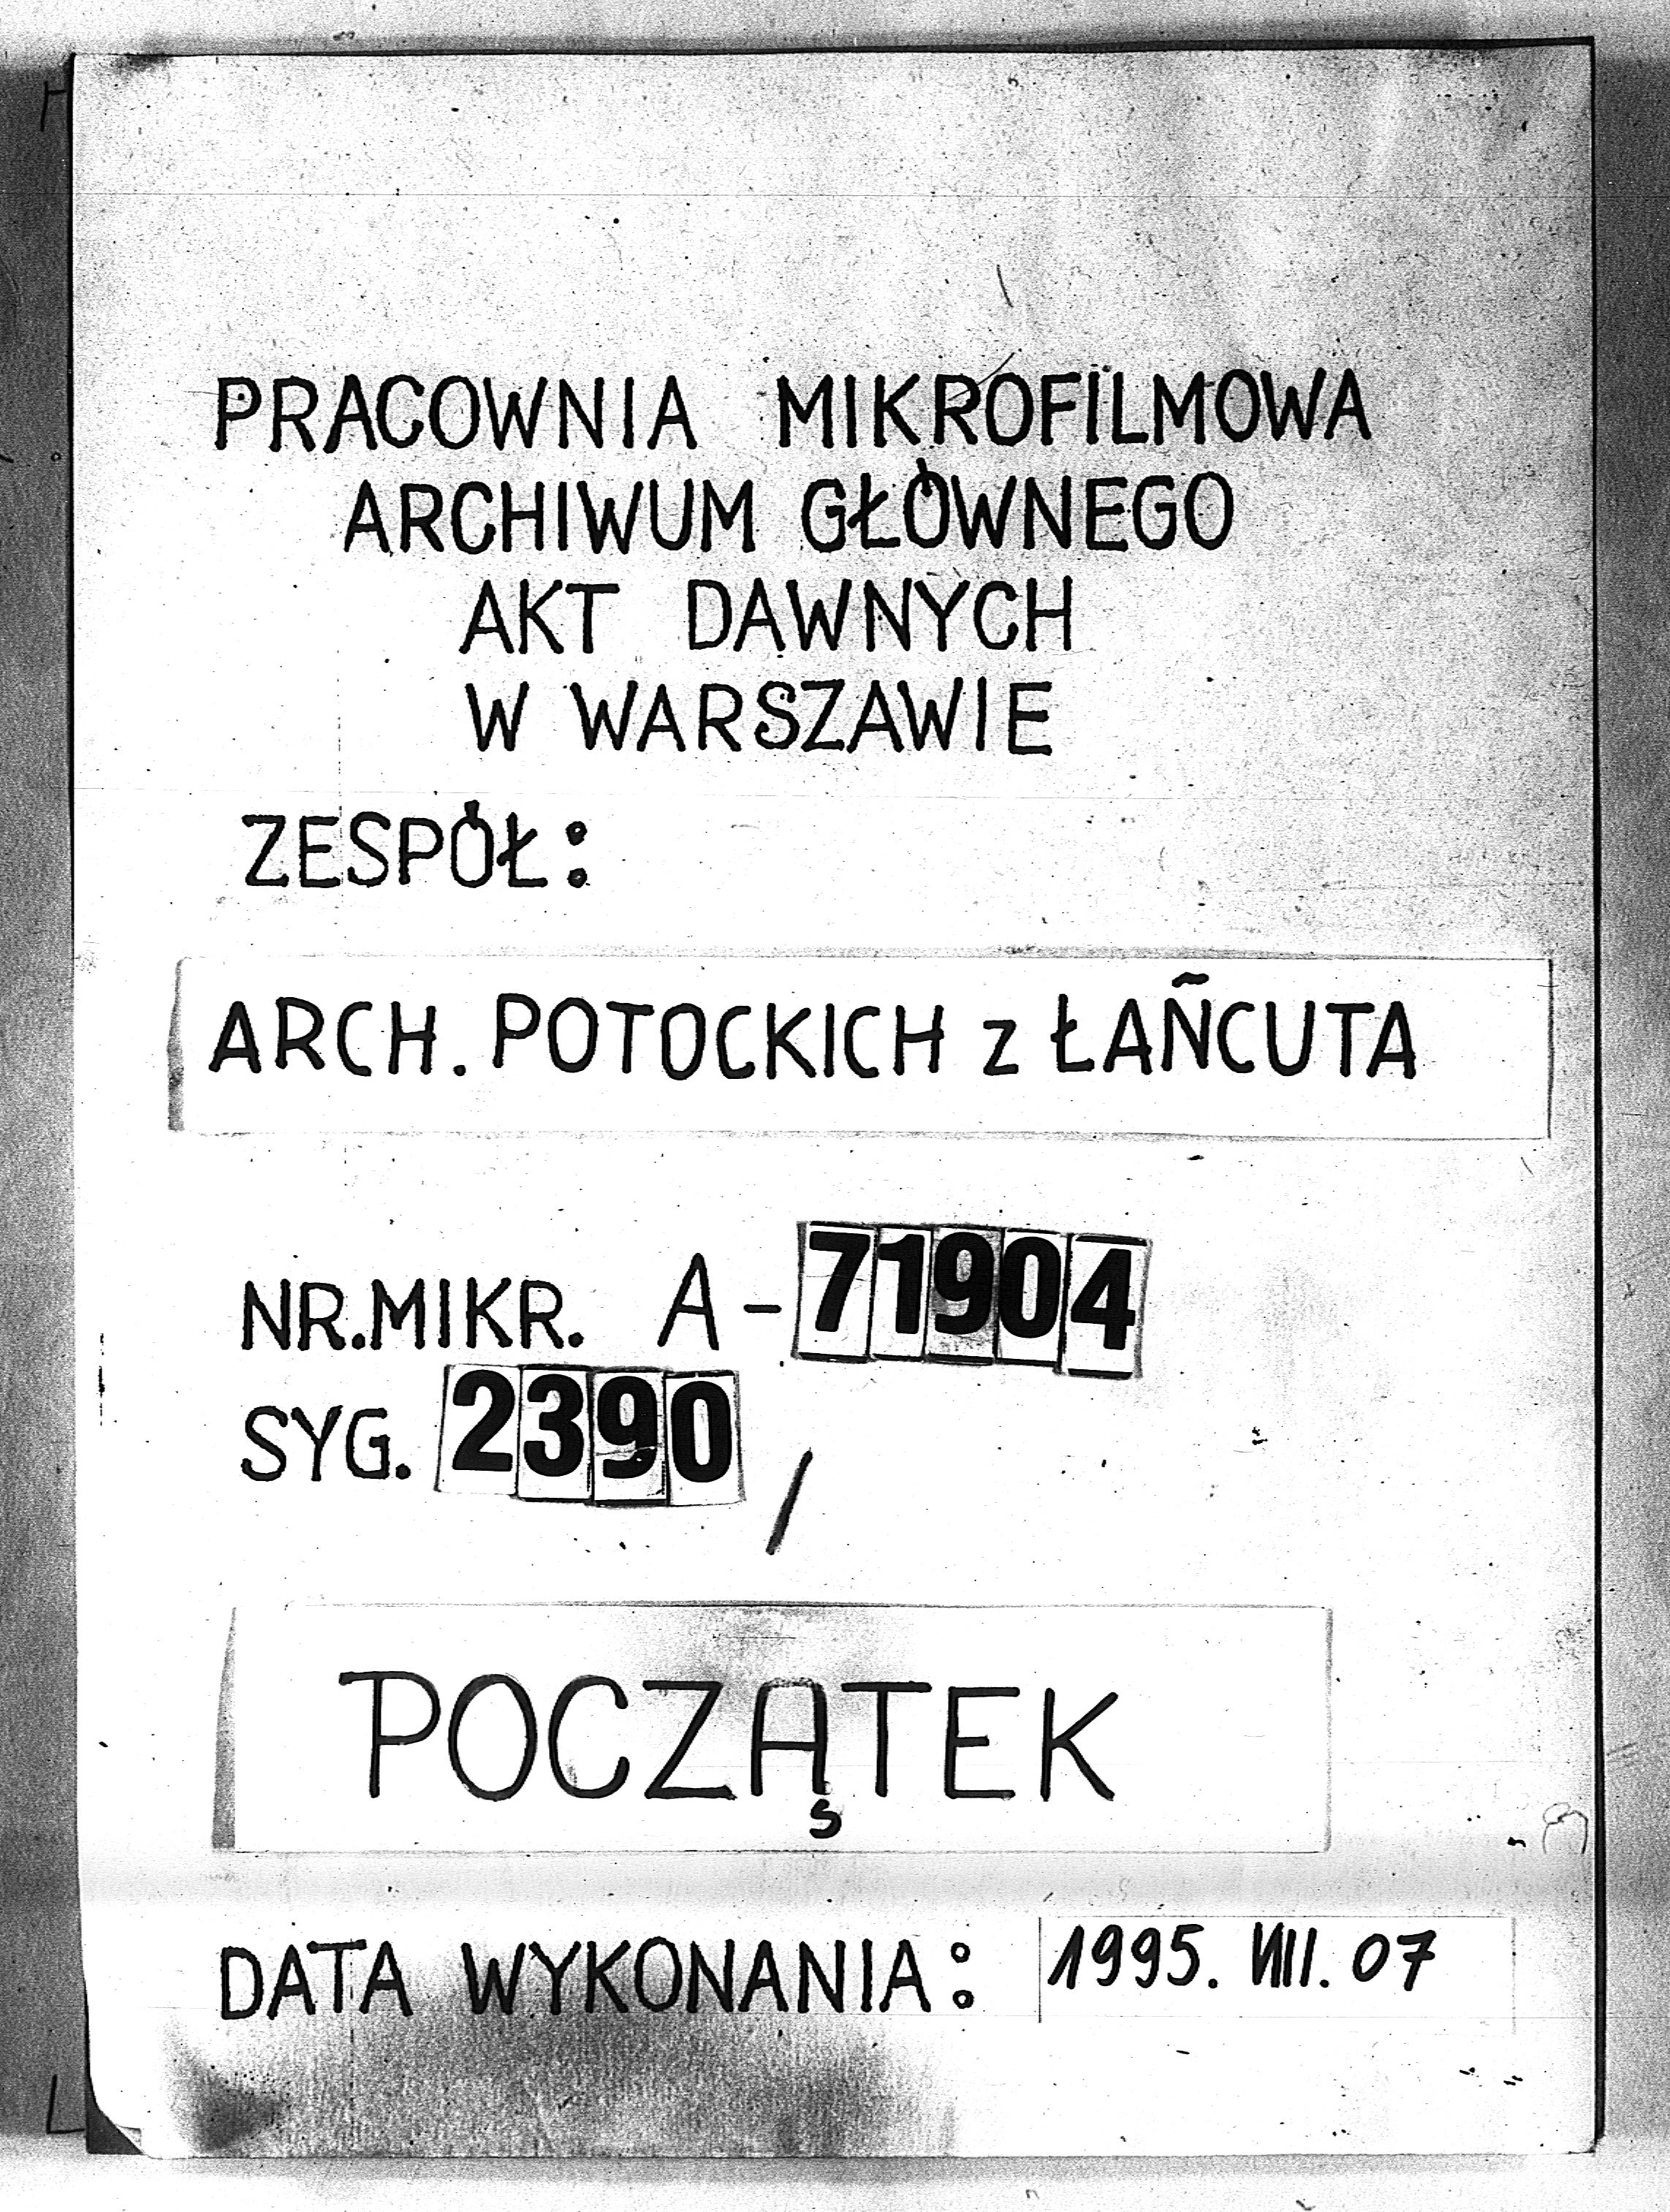 PRACOWNIA MIKROFILMOWA
ARCHIWUM GŁÓWNEGO
AKT DAWNYCH
W WARSZAWIE
ZESPÓŁ:
ARCH. POTOCKICH z ŁAŃCUTA
NR.MIKR. A-71904
SYG. 2390 /
POCZĄTEK
DATA WYKONANIA: 1995. VIII. 07